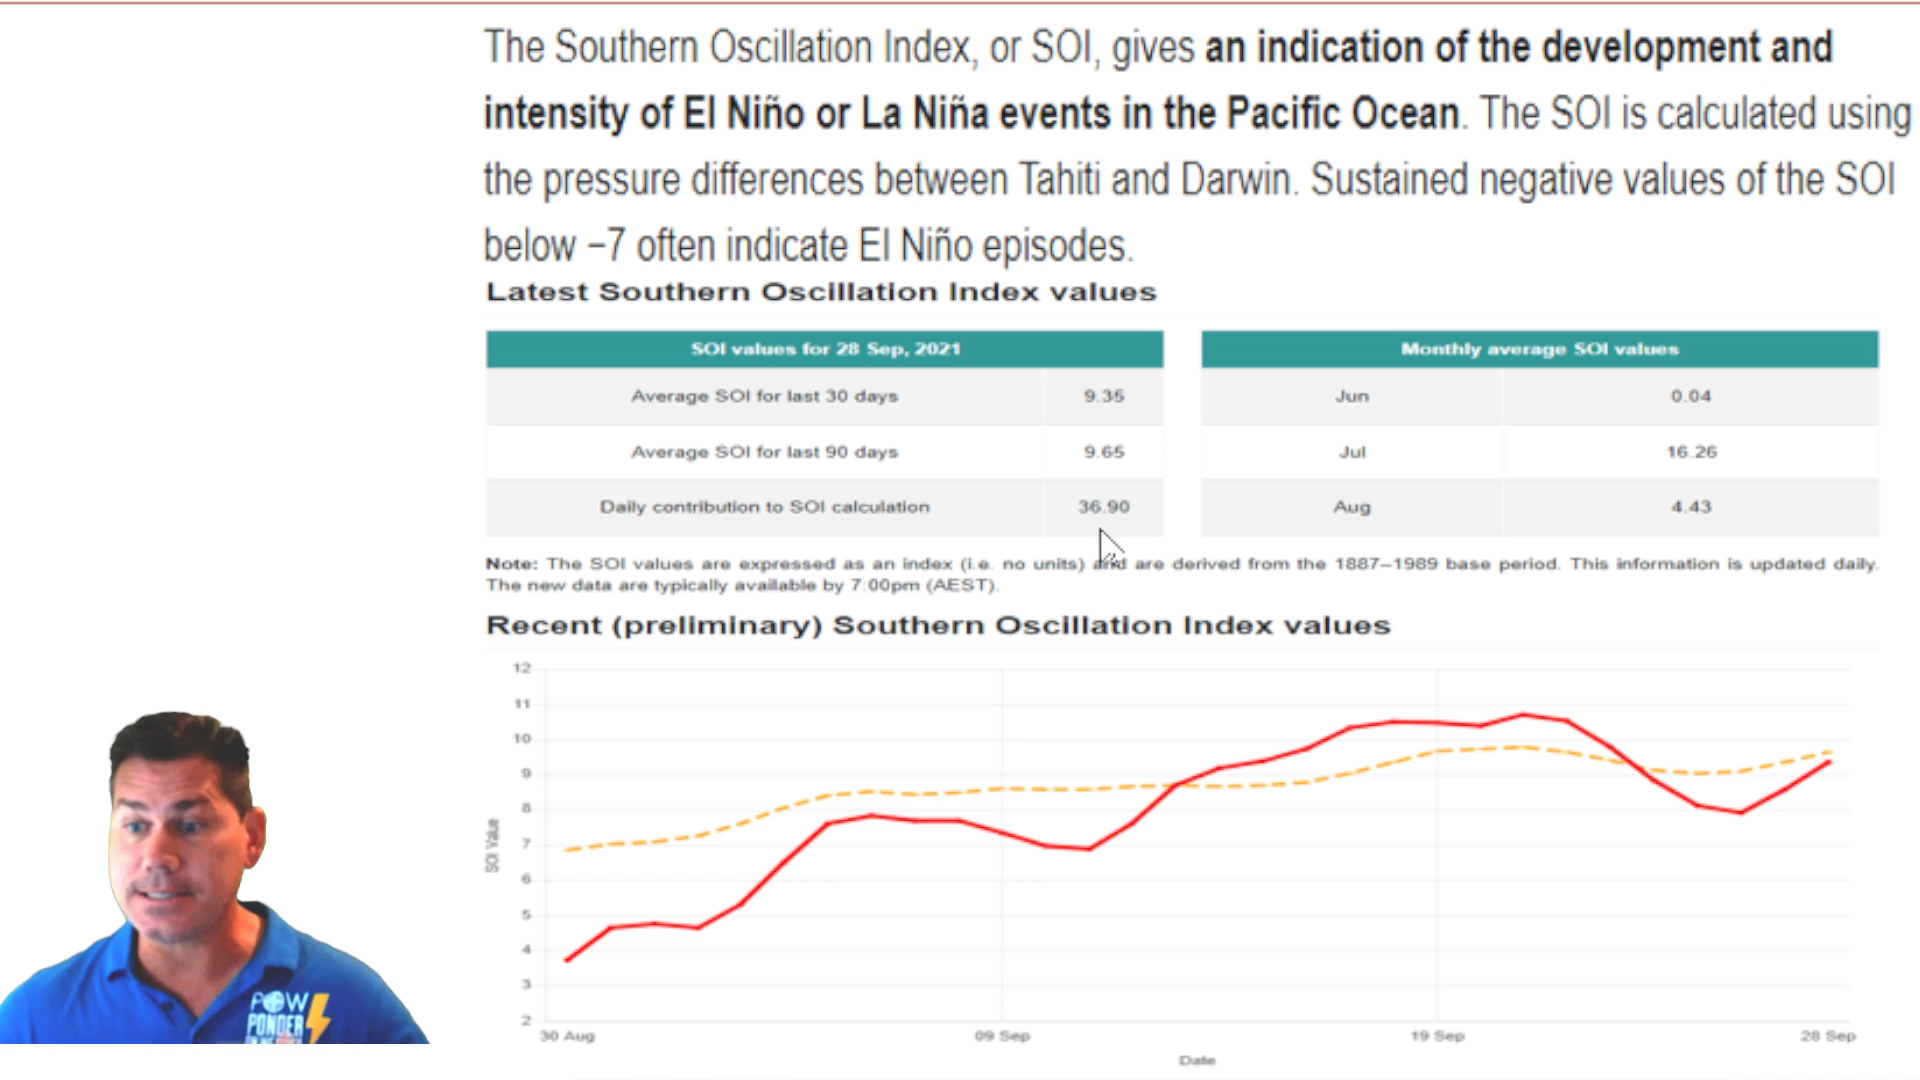 The Southern Oscillation Index, or SOI, gives an indication of the development and
intensity of El Niño or La Niña events in the Pacific Ocean. The SOI is calculated using
the pressure differences between Tahiti and Darwin. Sustained negative values of the SOI
below −7 often indicate El Niño episodes.
Latest Southern Oscillation Index values
SOI values for 28 Sep, 2021
Average SOI for last 30 days 9.35
Average SOI for last 90 days 9.65
Daily contribution to SOI calculation 36.90
Monthly average SOI values
Jun 0.04
Jul 16.26
Aug 4.43
Note: The SOI values are expressed as an index (i.e. no units) and are derived from the 1887–1989 base period. This information is updated daily.
The new data are typically available by 7:00pm (AEST).
Recent (preliminary) Southern Oscillation Index values
12
11
10
9
8
7
6
5
4
3
2
SOI Value
30 Aug 09 Sep 19 Sep 28 Sep
Date
POW
PONDER